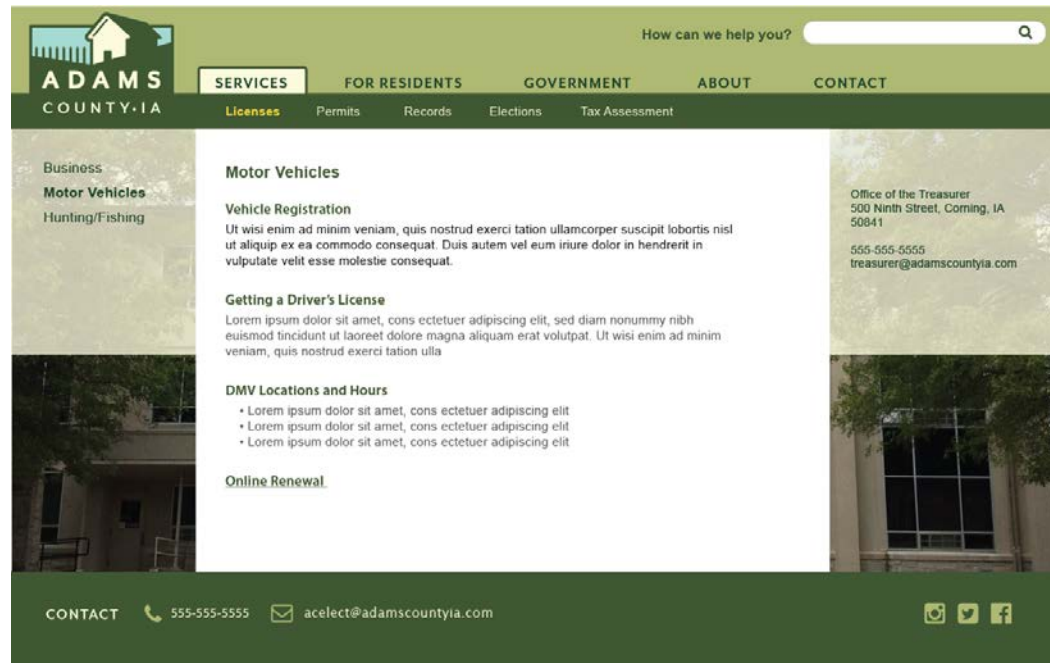 How can we help you?
ADAMS
COUNTY•IA
SERVICES FOR RESIDENTS GOVERNMENT ABOUT CONTACT
Licenses Permits Records Elections Tax Assessment
Business
Motor Vehicles
Hunting/Fishing
Motor Vehicles
Vehicle Registration
Ut wisi enim ad minim veniam, quis nostrud exerci tation ullamcorper suscipit lobortis nisl
ut aliquip ex ea commodo consequat. Duis autem vel eum iriure dolor in hendrerit in
vulputate velit esse molestie consequat.
Getting a Driver's License
Lorem ipsum dolor sit amet, cons ectetuer adipiscing elit, sed diam nonummy nibh
euismod tincidunt ut laoreet dolore magna aliquam erat volutpat. Ut wisi enim ad minim
veniam, quis nostrud exerci tation ulla
DMV Locations and Hours
• Lorem ipsum dolor sit amet, cons ectetuer adipiscing elit
• Lorem ipsum dolor sit amet, cons ectetuer adipiscing elit
• Lorem ipsum dolor sit amet, cons ectetuer adipiscing elit
Online Renewal
Office of the Treasurer
500 Ninth Street, Corning, IA
50841
555-555-5555
treasurer@adamscountyia.com
CONTACT 555-555-5555 acelect@adamscountyia.com